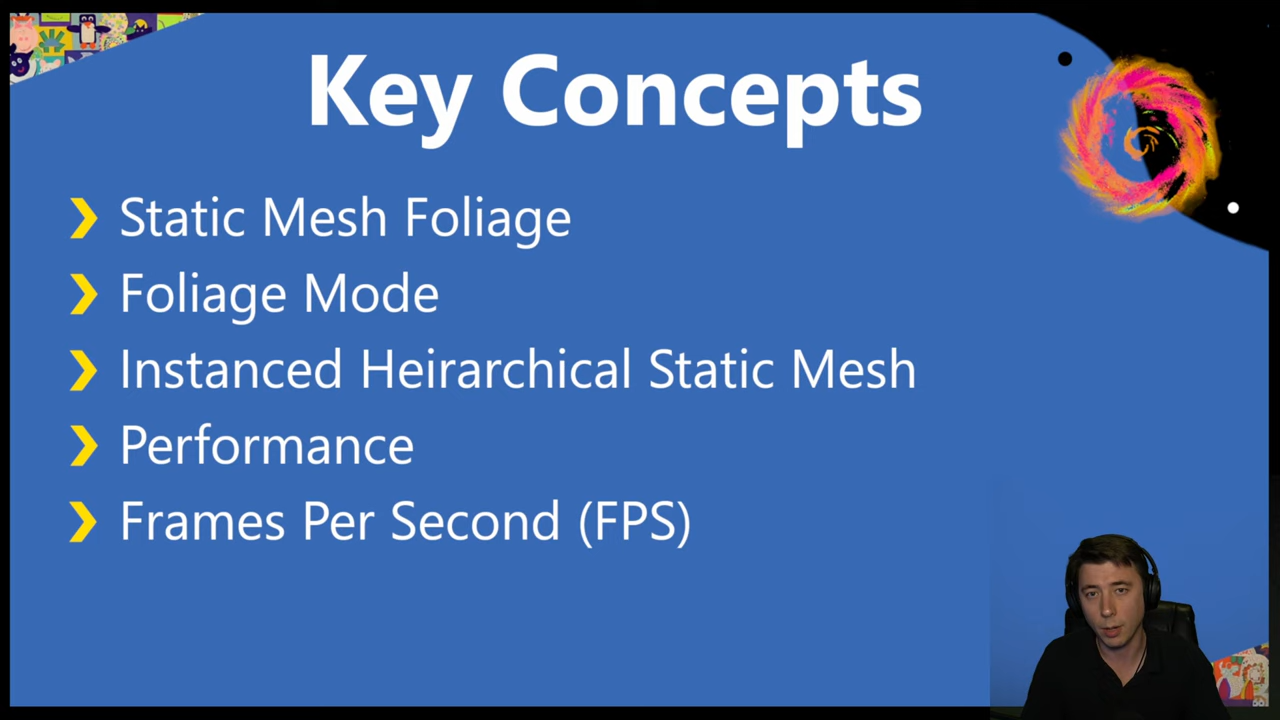 Key Concepts
Static Mesh Foliage
Foliage Mode
Instanced Heirarchical Static Mesh
Performance
Frames Per Second (FPS)